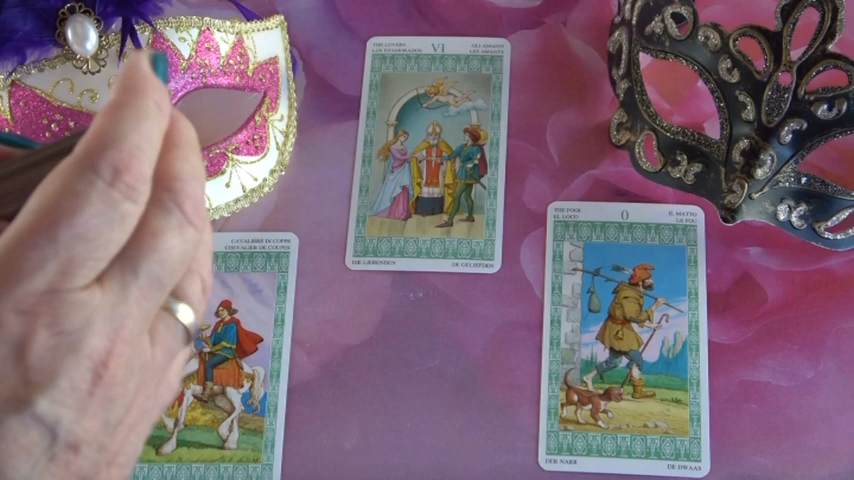 THE LOVERS
LOS ENAMORADOS
VI
GLI AMANTI
LES AMANTS
DIE LIEBENDEN
DE GELIEFDEN
THE FOOL
EL LOCO
0
IL MATTO
LE FOU
DER NARR
DE DWAAS
CAVALIERE DI COPPE
CHEVALIER DE COUPES